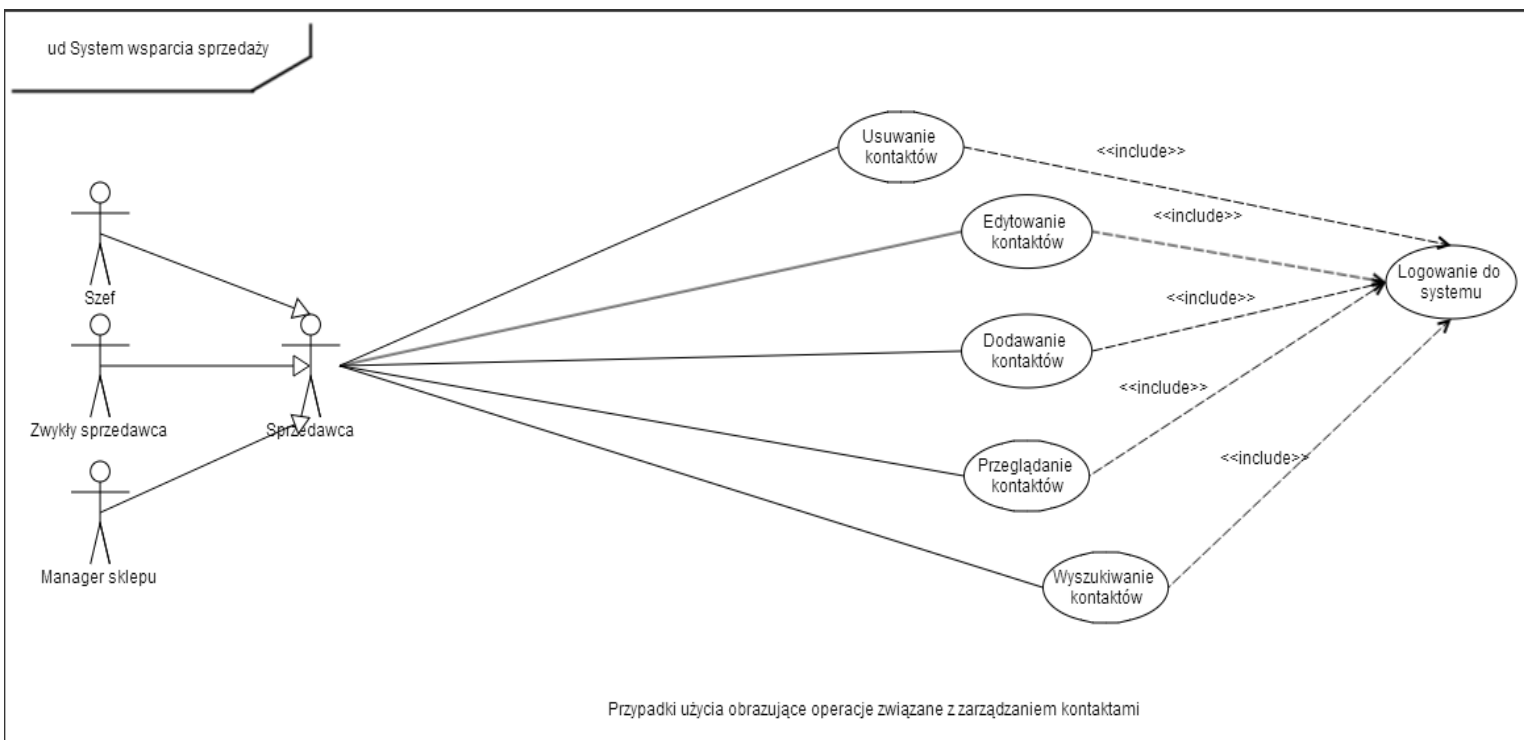 ud System wsparcia sprzedaży
Usuwanie
kontaktów
<<include>>
Edytowanie
kontaktów
<<include>>
Logowanie do
systemu
Szef
Dodawanie
kontaktów
<<include>>
Zwykły sprzedawca
Sprzedawca
<<include>>
Przeglądanie
kontaktów
<<include>>
Manager sklepu
Wyszukiwanie
kontaktów
Przypadki użycia obrazujące operacje związane z zarządzaniem kontaktami